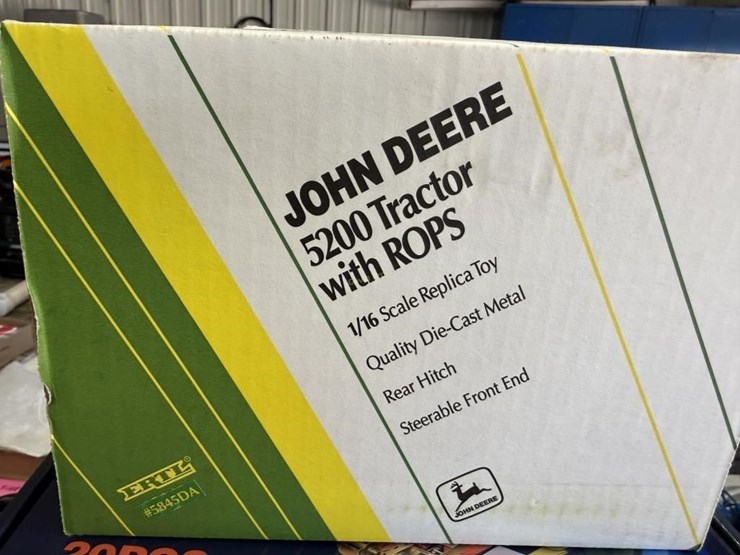 JOHN DEERE
5200 Tractor
with ROPS
1/16 Scale Replica Toy
Quality Die-Cast Metal
Rear Hitch
Steerable Front End
ERTL®
#5845DA
JOHN DEERE